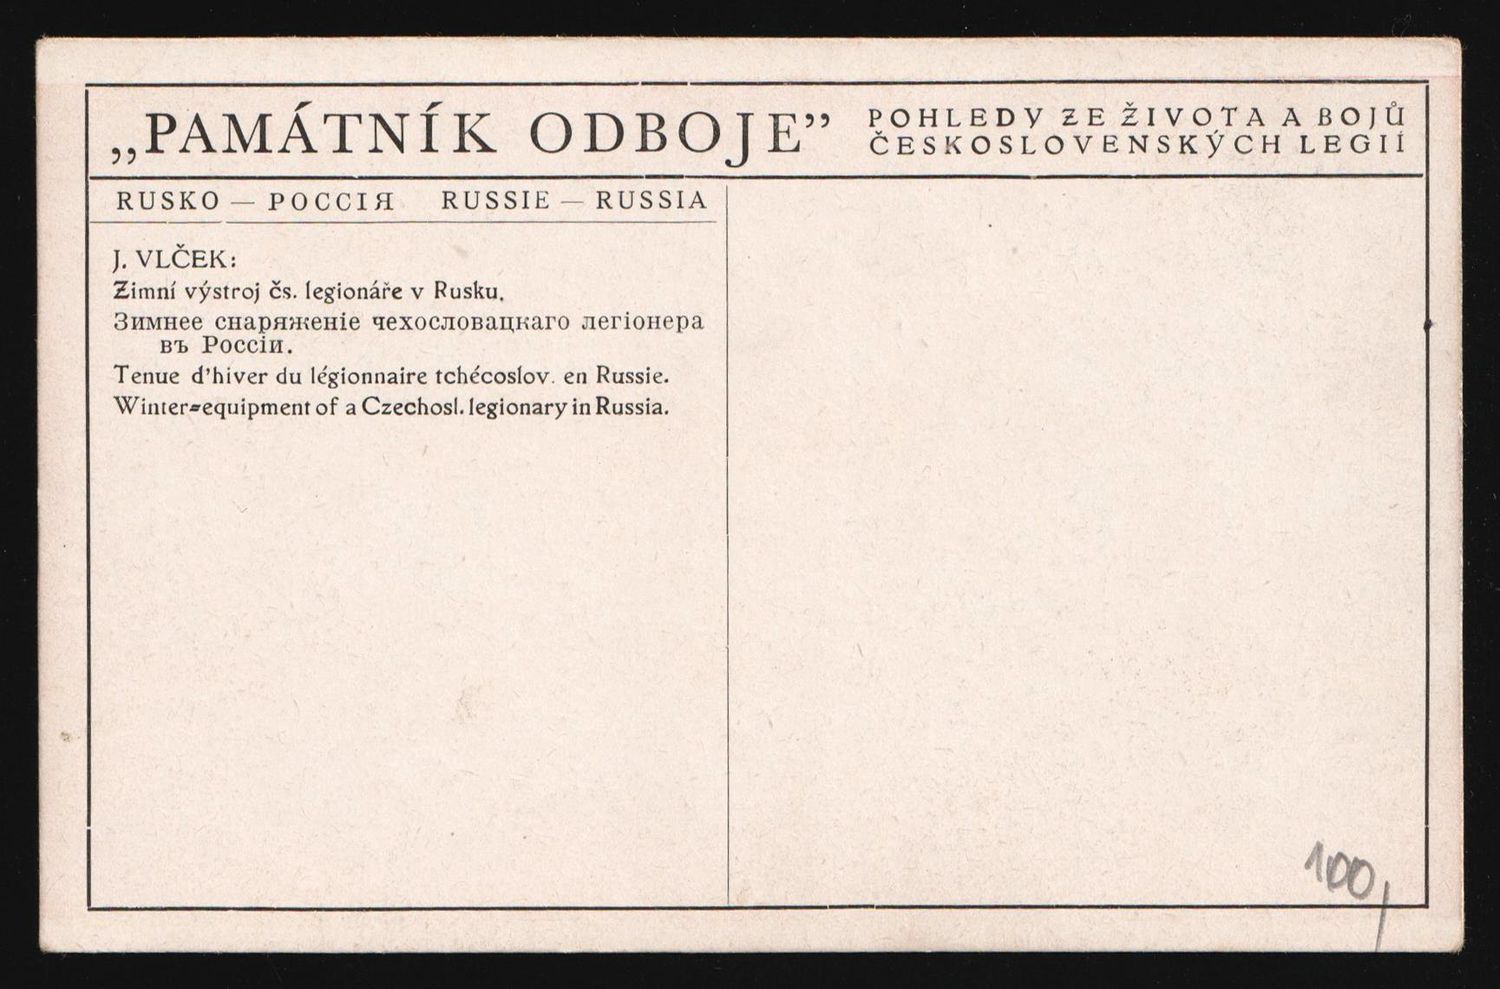 „PAMÁTNÍK ODBOJE”
POHLEDY ZE ŽIVOTA A BOJŮ
ČESKOSLOVENSKÝCH LEGIÍ
RUSKO — РОССІЯ RUSSIE — RUSSIA
J. VLČEK:
Zimní výstroj čs. legionáře v Rusku.
Зимнее снаряженіе чехословацкаго легіонера
въ Россіи.
Tenue d’hiver du légionnaire tchécoslov. en Russie.
Winter=equipment of a Czechosl. legionary in Russia.
100,